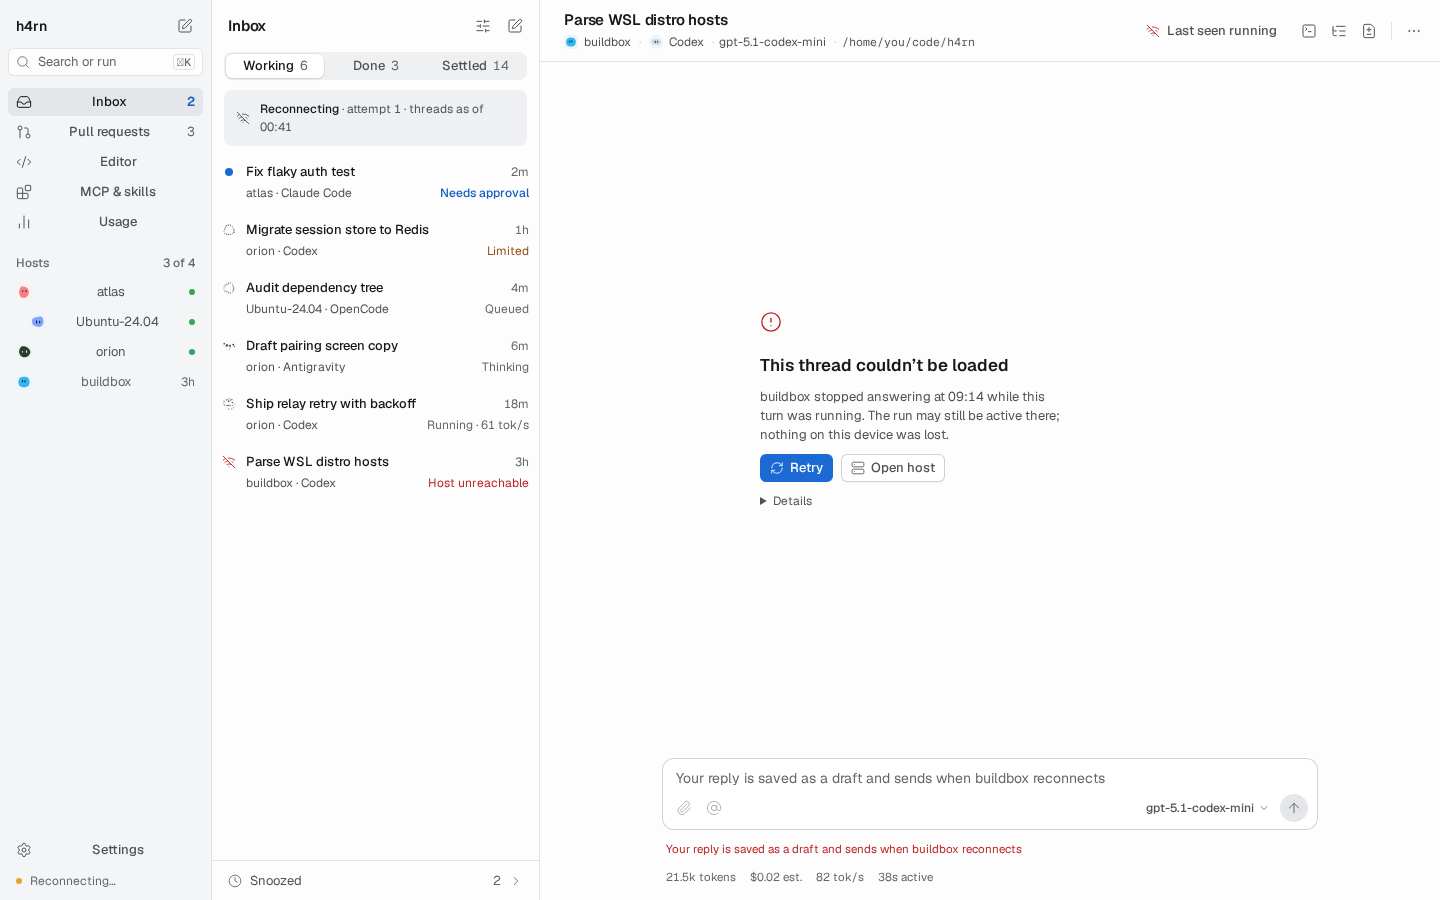 h4rn
Search or run
⌘K
Inbox 2
Pull requests 3
Editor
MCP & skills
Usage
Hosts 3 of 4
atlas
Ubuntu-24.04
orion
buildbox 3h
Settings
Reconnecting…
Inbox
Working 6 Done 3 Settled 14
Reconnecting · attempt 1 · threads as of
00:41
Fix flaky auth test 2m
atlas · Claude Code Needs approval
Migrate session store to Redis 1h
orion · Codex Limited
Audit dependency tree 4m
Ubuntu-24.04 · OpenCode Queued
Draft pairing screen copy 6m
orion · Antigravity Thinking
Ship relay retry with backoff 18m
orion · Codex Running · 61 tok/s
Parse WSL distro hosts 3h
buildbox · Codex Host unreachable
Snoozed 2
Parse WSL distro hosts
buildbox · Codex · gpt-5.1-codex-mini · /home/you/code/h4rn
Last seen running
This thread couldn’t be loaded
buildbox stopped answering at 09:14 while this
turn was running. The run may still be active there;
nothing on this device was lost.
Retry Open host
Details
Your reply is saved as a draft and sends when buildbox reconnects
gpt-5.1-codex-mini
Your reply is saved as a draft and sends when buildbox reconnects
21.5k tokens $0.02 est. 82 tok/s 38s active